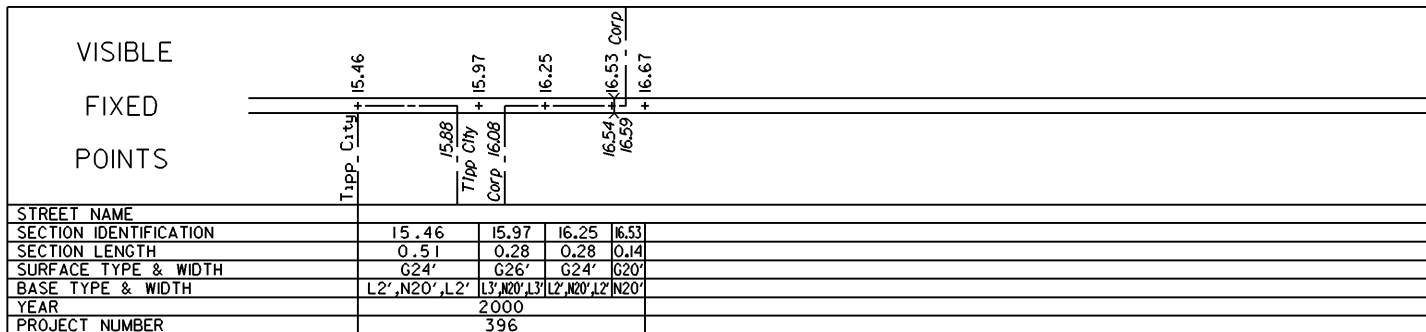 VISIBLE
FIXED
POINTS
15.46
15.97
16.25
16.53 Corp
16.67
Tipp City
15.88
Tipp City
Corp 16.08
16.54
16.59
STREET NAME
SECTION IDENTIFICATION 15.46 15.97 16.25 16.53
SECTION LENGTH 0.51 0.28 0.28 0.14
SURFACE TYPE & WIDTH G24' G26' G24' G20'
BASE TYPE & WIDTH L2',N20',L2' L3',N20',L3' L2',N20',L2' N20'
YEAR 2000
PROJECT NUMBER 396